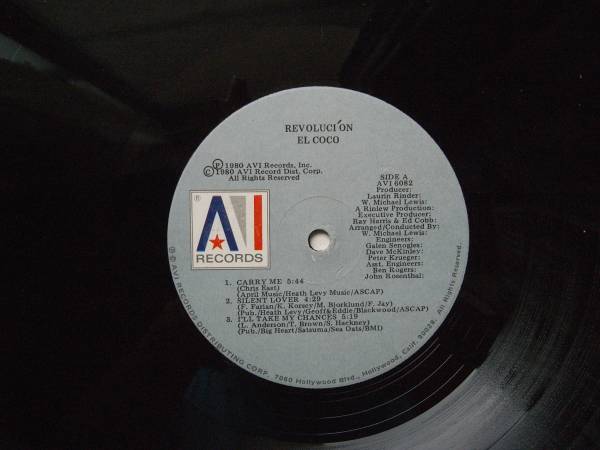 REVOLUCIÓN
EL COCO
Ⓟ 1980 AVI Records, Inc.
© 1980 AVI Record Dist, Corp.
All Rights Reserved
SIDE A
AVI 6082
Producer:
Laurin Rinder:
W. Michael Lewis:
A Rinlew Production:
Executive Producer:
Ray Harris & Ed Cobb:
Arranged/Conducted By:
W. Michael Lewis:
Engineers:
Galen Senogles:
Dave McKinley:
Peter Krueger:
Asst. Engineers:
Ben Rogers:
John Rosenthal:
®
AVI
RECORDS
1. CARRY ME 5:44
(Chris East)
(April Music/Heath Levy Music/ASCAP)
2. SILENT LOVER 4:29
(F. Farian/K. Korsey/M. Bjorklund/F. Jay)
(Pub./Heath Levy/Geoff&Eddie/Blackwood/ASCAP)
3. I'LL TAKE MY CHANCES 5:19
(L. Anderson/T. Brown/S. Hackney)
(Pub./Big Heart/Satsuma/Sea Oats/BMI)
AVI RECORDS DISTRIBUTING CORP. 7060 Hollywood Blvd., Hollywood, Calif. 90028. All Rights Reserved.